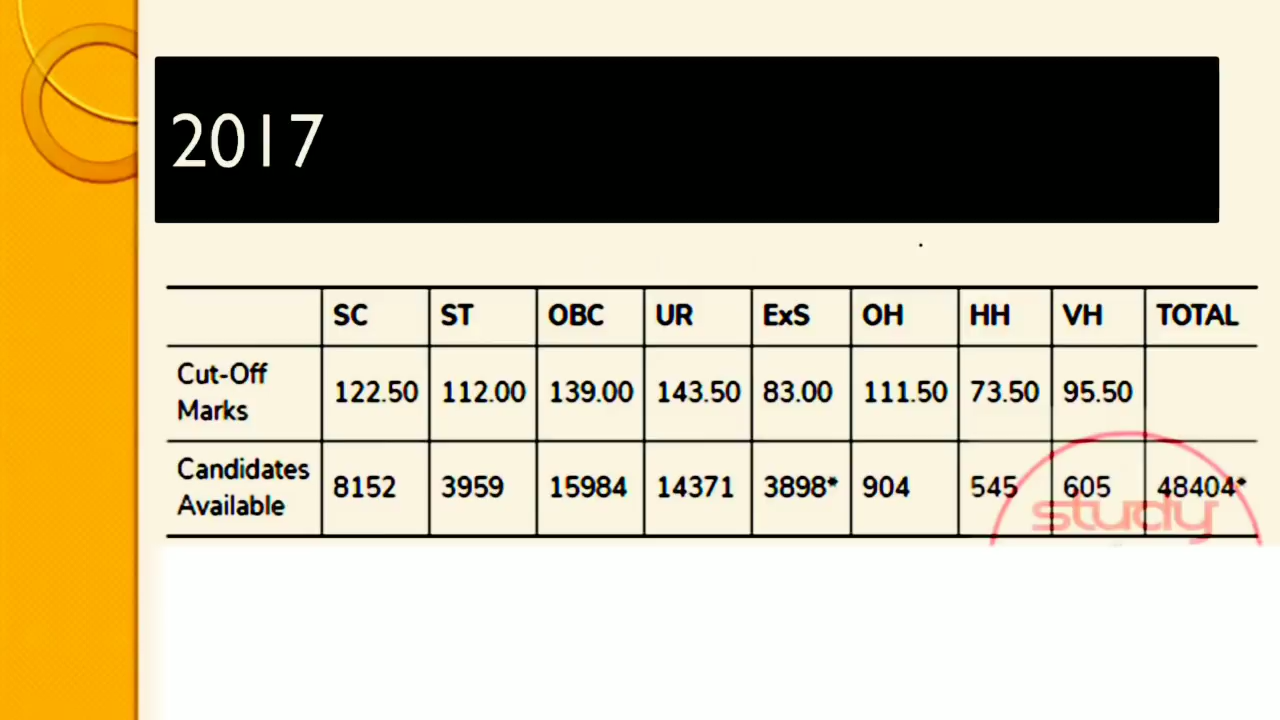 2017
SC ST OBC UR ExS OH HH VH TOTAL
Cut-Off Marks 122.50 112.00 139.00 143.50 83.00 111.50 73.50 95.50
Candidates Available 8152 3959 15984 14371 3898* 904 545 605 48404*
study